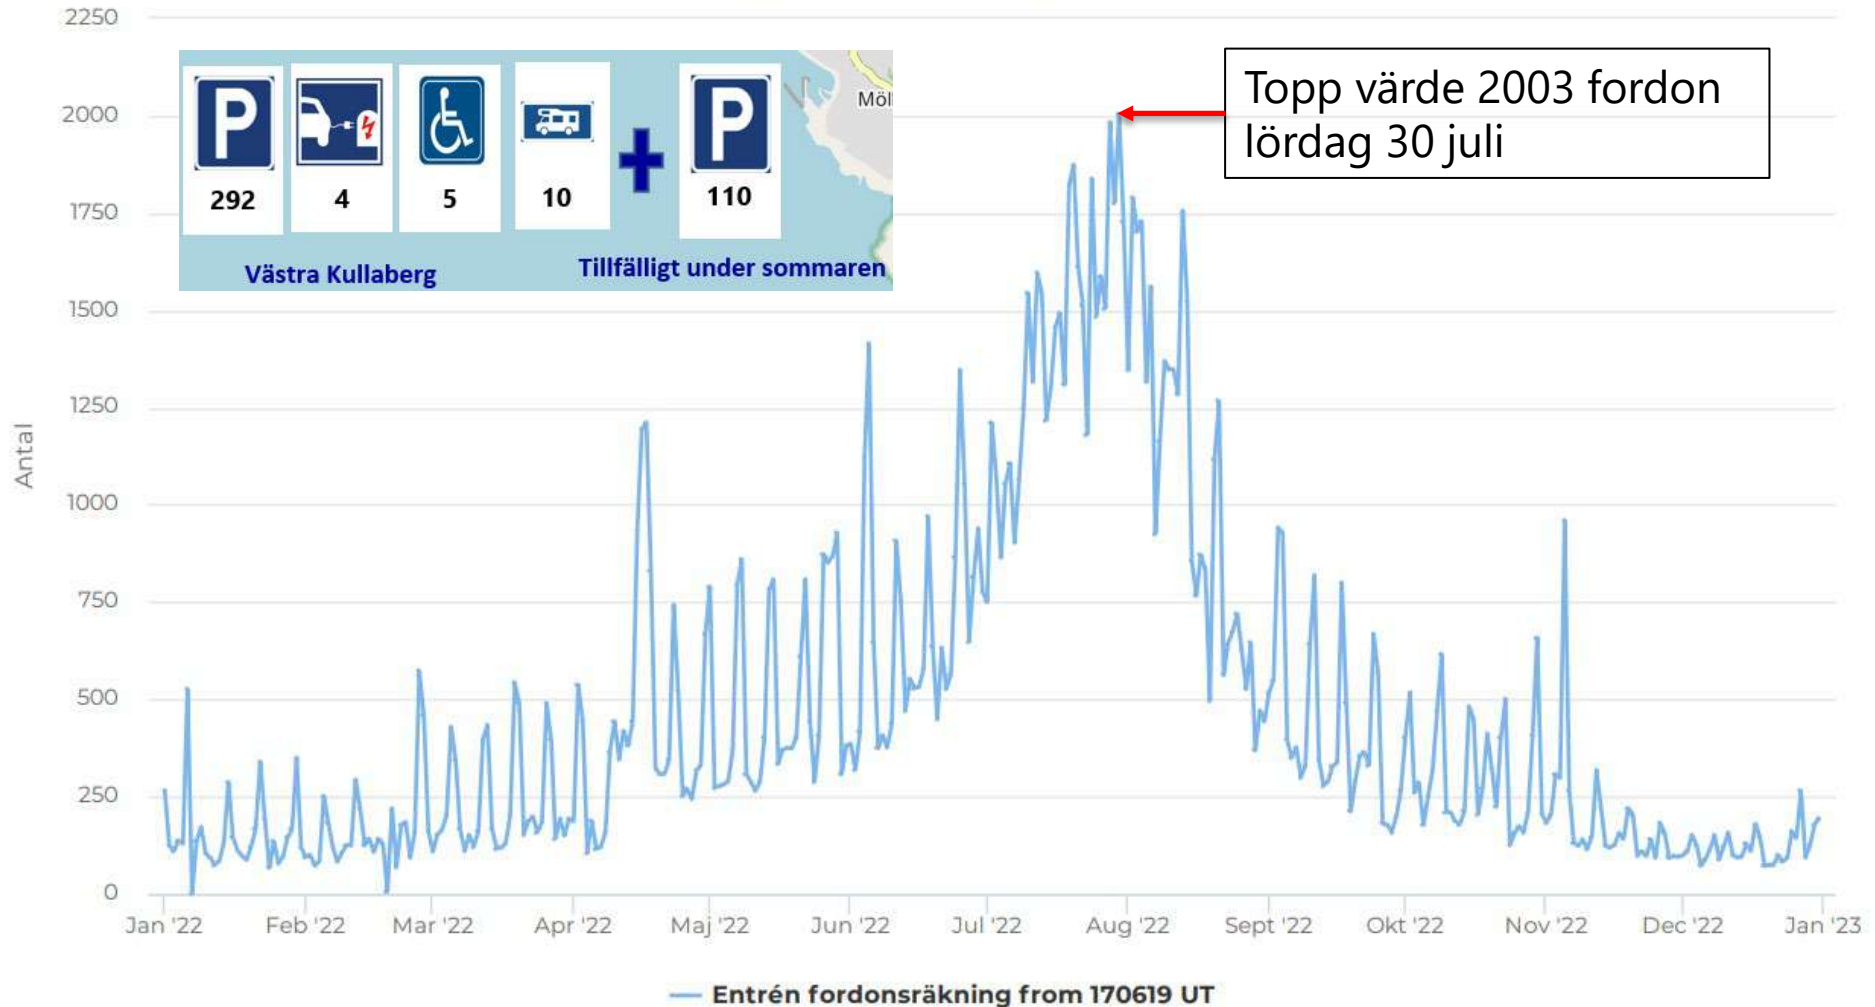 2250
2000
1750
1500
1250
1000
750
500
250
0
Antal
P
P
292
4
5
10
110
Västra Kullaberg
Tillfälligt under sommaren
Möl
Topp värde 2003 fordon
lördag 30 juli
Jan '22 Feb '22 Mar '22 Apr '22 Maj '22 Jun '22 Jul '22 Aug '22 Sept '22 Okt '22 Nov '22 Dec '22 Jan '23
Entrén fordonsräkning from 170619 UT